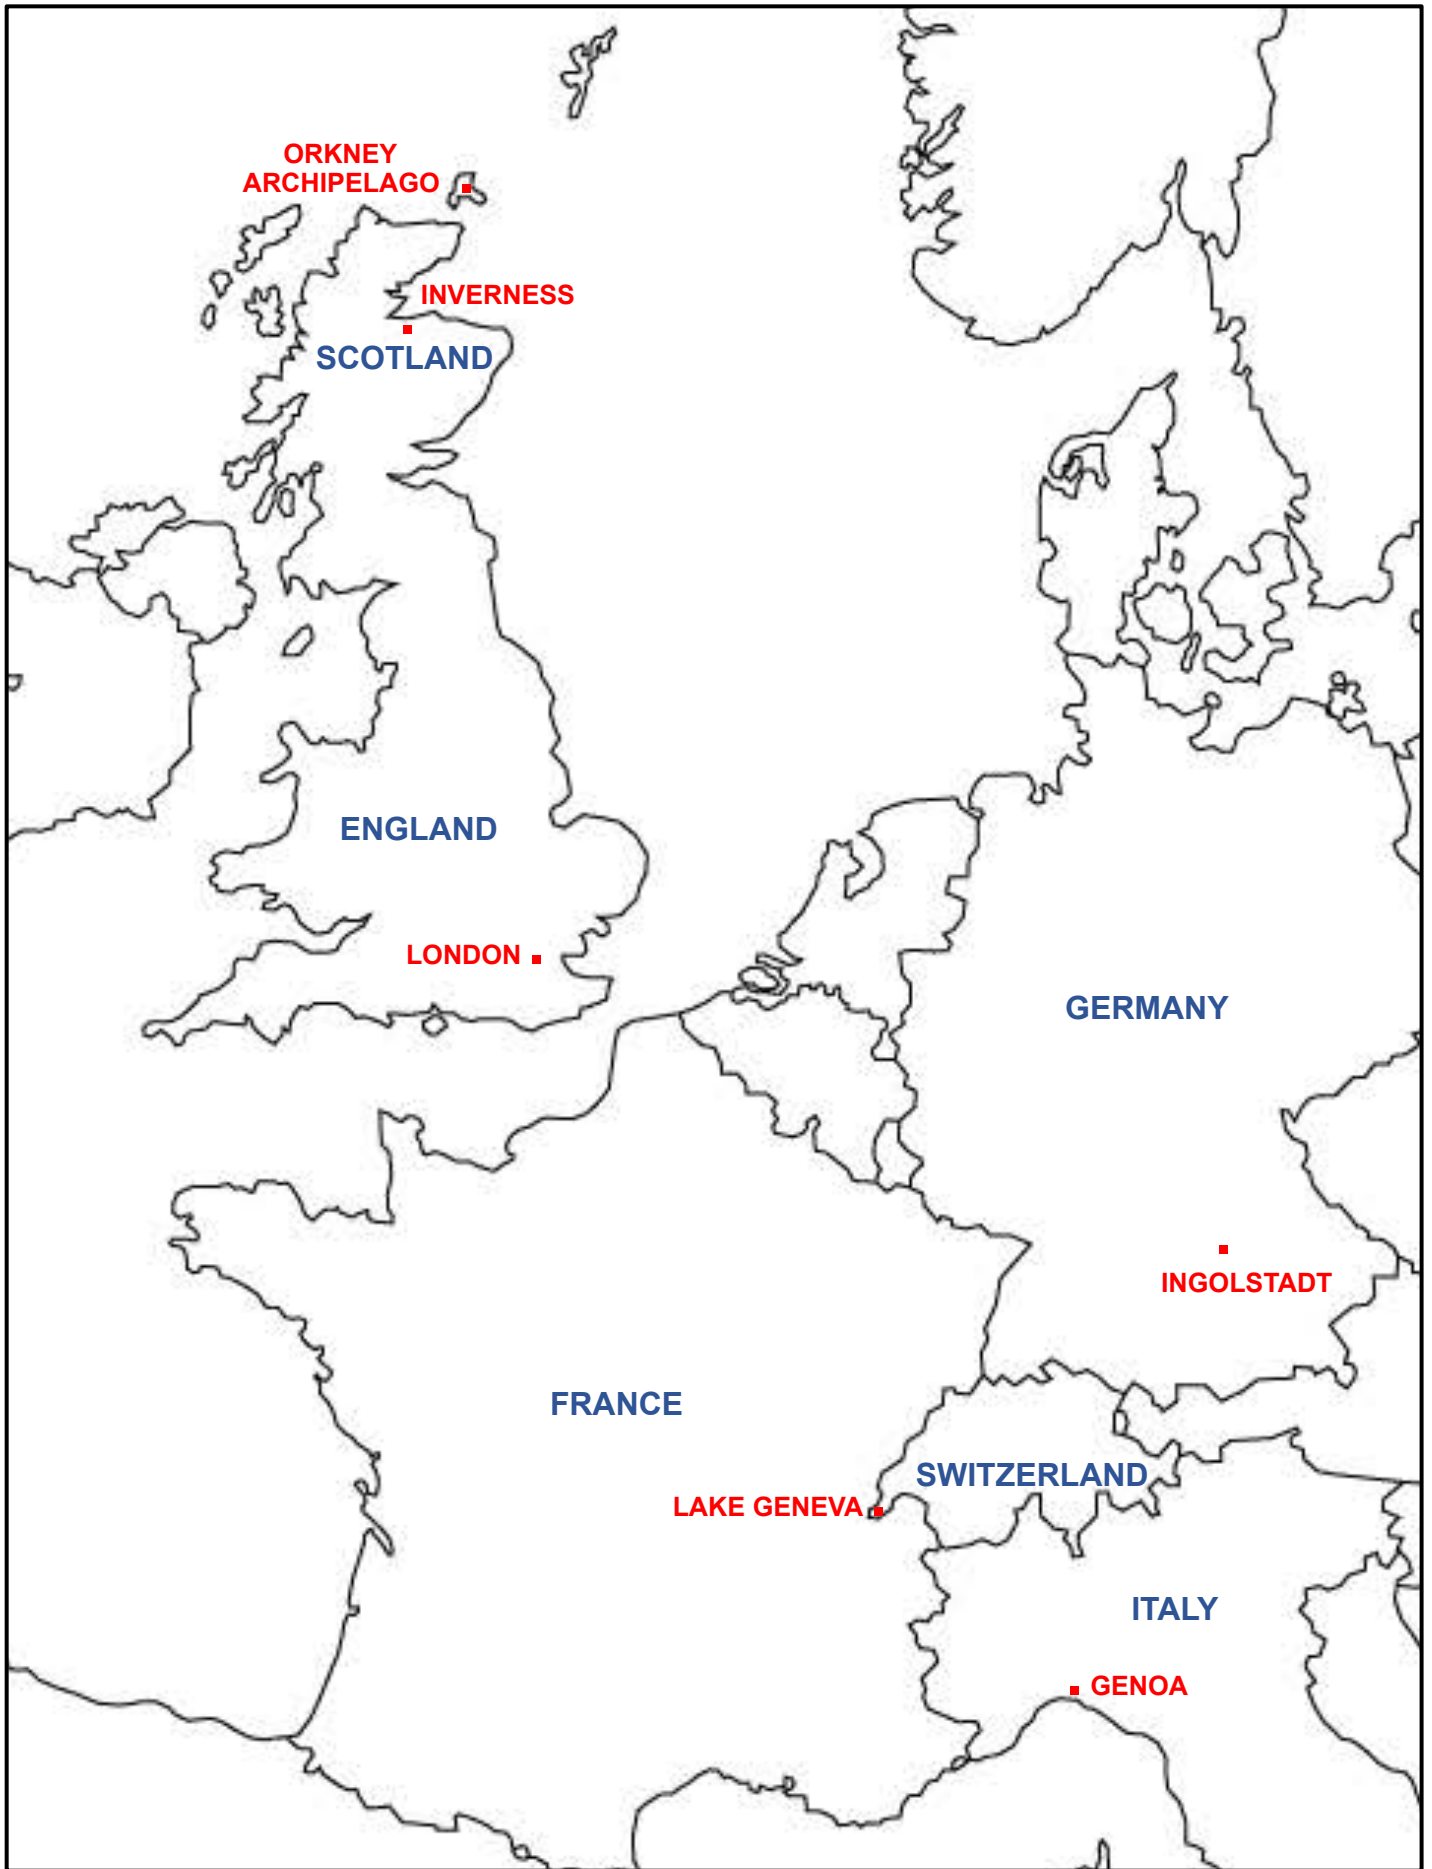 ORKNEY
ARCHIPELAGO
INVERNESS
SCOTLAND
ENGLAND
LONDON
GERMANY
INGOLSTADT
FRANCE
SWITZERLAND
LAKE GENEVA
ITALY
GENOA